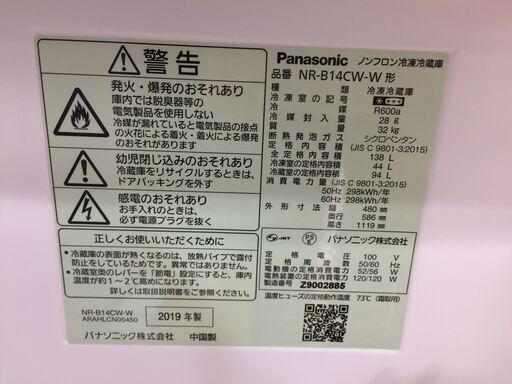 警告
発火・爆発のおそれあり
庫内では脱臭器等の
電気製品を使用しない
冷媒が漏れていると電気製品の接点
の火花による着火・着火による爆発
のおそれあり
幼児閉じ込みのおそれあり
冷蔵庫をリサイクルするときは、
ドアパッキングを外す
感電のおそれあり
お手入れのときは、
必ず電源プラグを抜く
正しくお使いいただくために
●冷蔵庫の表面が熱くなるのは、放熱パイプで露付
防止をしているためで、異常ではありません。
●冷蔵室奥のレバーを「節電」設定にすると、庫内
温度が約1~2℃高めになります。
NR-B14CW-W
ARAHLCN05450
2019 年製
パナソニック株式会社 中国製
Panasonic ノンフロン冷凍冷蔵庫
品番 NR-B14CW-W 形
種類 冷凍冷蔵庫
冷凍室の記号
冷媒 R600a
冷媒封入量 28 g
質量 32 kg
断熱発泡ガス シクロペンタン
定格内容積 (JIS C 9801-3:2015)
全定格内容積 138 L
冷凍室の定格内容積 44 L
冷蔵室の定格内容積 94 L
消費電力量 (JIS C 9801-3:2015)
50Hz 298kWh/年
60Hz 298kWh/年
外形寸法 幅 480 mm
奥行 586 mm
高さ 1119 mm
JET PSE パナソニック株式会社
定格電圧 100 V
定格周波数 50/60 Hz
電動機の定格消費電力 52/56 W
電熱装置の定格消費電力 120/120 W
製造番号 Z9002885
温度ヒューズの定格動作温度 73℃ (霜取用)